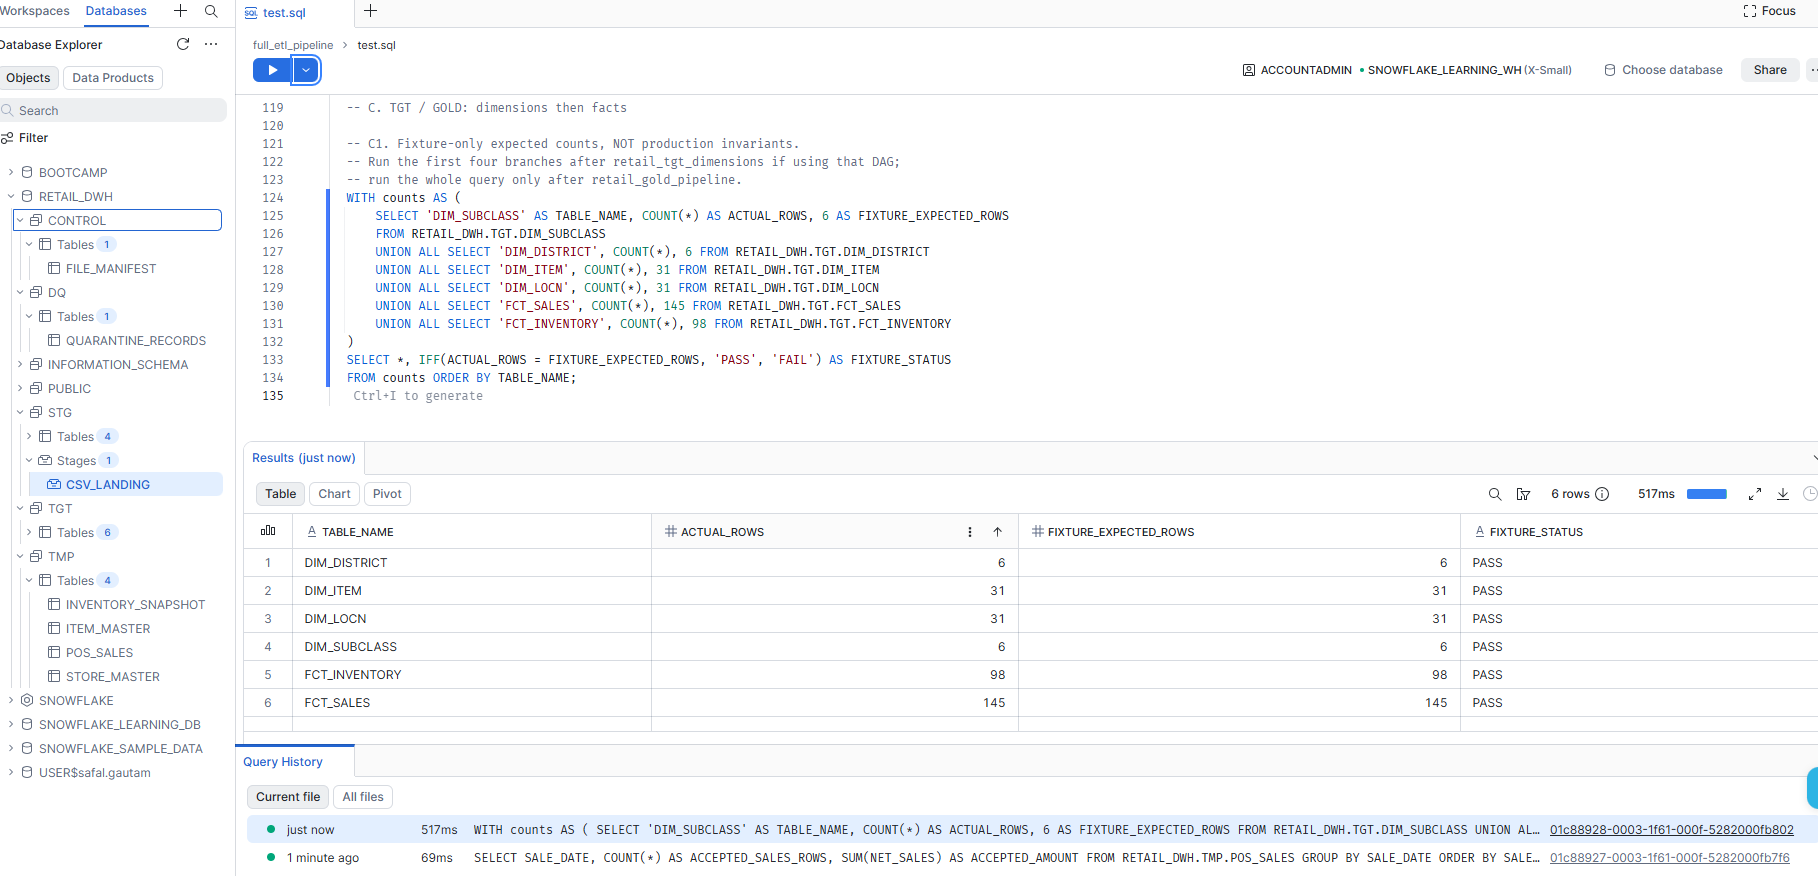 Workspaces
Databases
test.sql
Focus
Database Explorer
full_etl_pipeline > test.sql
Objects
Data Products
ACCOUNTADMIN
SNOWFLAKE_LEARNING_WH (X-Small)
Choose database
Share
Search
Filter
BOOTCAMP
RETAIL_DWH
CONTROL
Tables 1
FILE_MANIFEST
DQ
Tables 1
QUARANTINE_RECORDS
INFORMATION_SCHEMA
PUBLIC
STG
Tables 4
Stages 1
CSV_LANDING
TGT
Tables 6
TMP
Tables 4
INVENTORY_SNAPSHOT
ITEM_MASTER
POS_SALES
STORE_MASTER
SNOWFLAKE
SNOWFLAKE_LEARNING_DB
SNOWFLAKE_SAMPLE_DATA
USER$safal.gautam
119 -- C. TGT / GOLD: dimensions then facts
120
121 -- C1. Fixture-only expected counts, NOT production invariants.
122 -- Run the first four branches after retail_tgt_dimensions if using that DAG;
123 -- run the whole query only after retail_gold_pipeline.
124 WITH counts AS (
125 SELECT 'DIM_SUBCLASS' AS TABLE_NAME, COUNT(*) AS ACTUAL_ROWS, 6 AS FIXTURE_EXPECTED_ROWS
126 FROM RETAIL_DWH.TGT.DIM_SUBCLASS
127 UNION ALL SELECT 'DIM_DISTRICT', COUNT(*), 6 FROM RETAIL_DWH.TGT.DIM_DISTRICT
128 UNION ALL SELECT 'DIM_ITEM', COUNT(*), 31 FROM RETAIL_DWH.TGT.DIM_ITEM
129 UNION ALL SELECT 'DIM_LOCN', COUNT(*), 31 FROM RETAIL_DWH.TGT.DIM_LOCN
130 UNION ALL SELECT 'FCT_SALES', COUNT(*), 145 FROM RETAIL_DWH.TGT.FCT_SALES
131 UNION ALL SELECT 'FCT_INVENTORY', COUNT(*), 98 FROM RETAIL_DWH.TGT.FCT_INVENTORY
132 )
133 SELECT *, IFF(ACTUAL_ROWS = FIXTURE_EXPECTED_ROWS, 'PASS', 'FAIL') AS FIXTURE_STATUS
134 FROM counts ORDER BY TABLE_NAME;
135 Ctrl+I to generate
Results (just now)
Table Chart Pivot
6 rows 517ms
TABLE_NAME ACTUAL_ROWS FIXTURE_EXPECTED_ROWS FIXTURE_STATUS
1 DIM_DISTRICT 6 6 PASS
2 DIM_ITEM 31 31 PASS
3 DIM_LOCN 31 31 PASS
4 DIM_SUBCLASS 6 6 PASS
5 FCT_INVENTORY 98 98 PASS
6 FCT_SALES 145 145 PASS
Query History
Current file
All files
just now 517ms WITH counts AS ( SELECT 'DIM_SUBCLASS' AS TABLE_NAME, COUNT(*) AS ACTUAL_ROWS, 6 AS FIXTURE_EXPECTED_ROWS FROM RETAIL_DWH.TGT.DIM_SUBCLASS UNION AL... 01c88928-0003-1f61-000f-5282000fb802
1 minute ago 69ms SELECT SALE_DATE, COUNT(*) AS ACCEPTED_SALES_ROWS, SUM(NET_SALES) AS ACCEPTED_AMOUNT FROM RETAIL_DWH.TMP.POS_SALES GROUP BY SALE_DATE ORDER BY SALE... 01c88927-0003-1f61-000f-5282000fb7f6